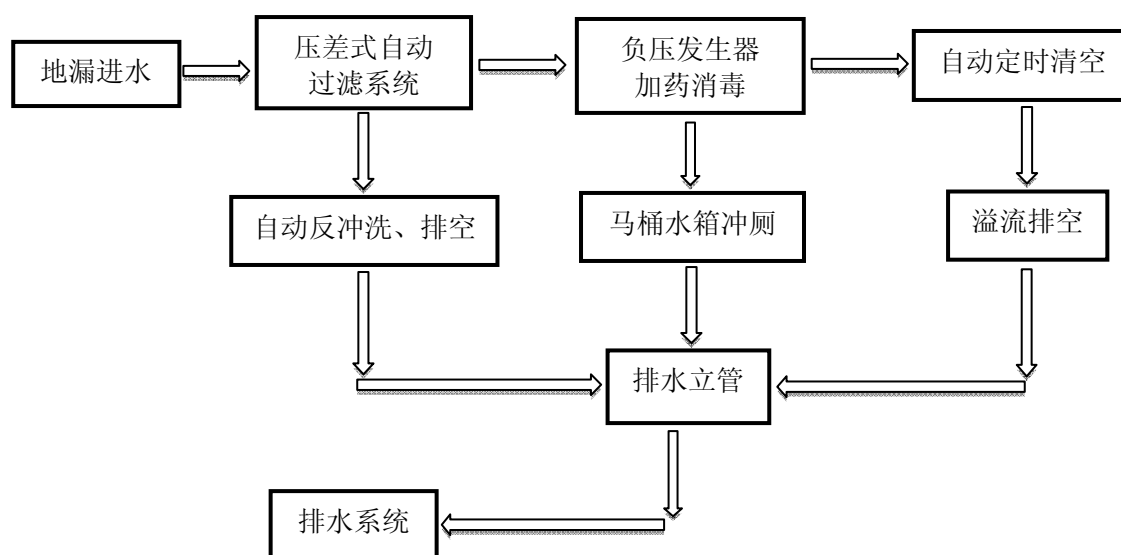 地漏进水
压差式自动
过滤系统
负压发生器
加药消毒
自动定时清空
自动反冲洗、排空
马桶水箱冲厕
溢流排空
排水立管
排水系统